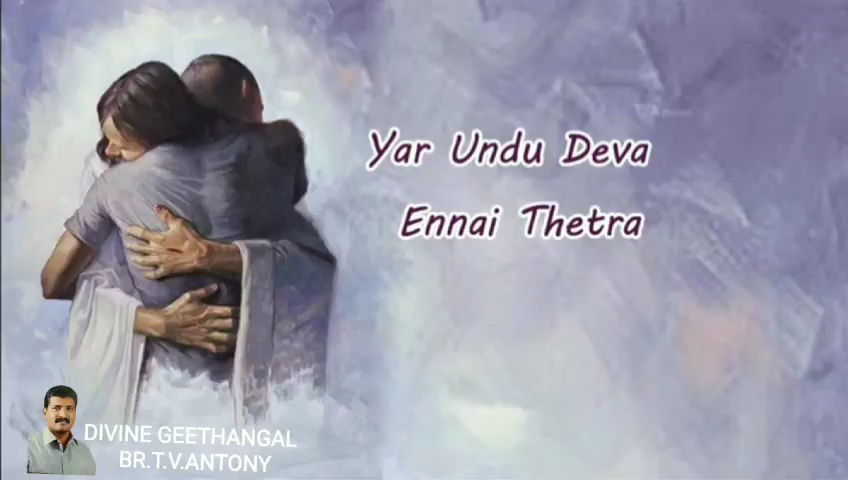 Yar Undu Deva
Ennai Thetra
DIVINE GEETHANGAL
BR.T.V.ANTONY